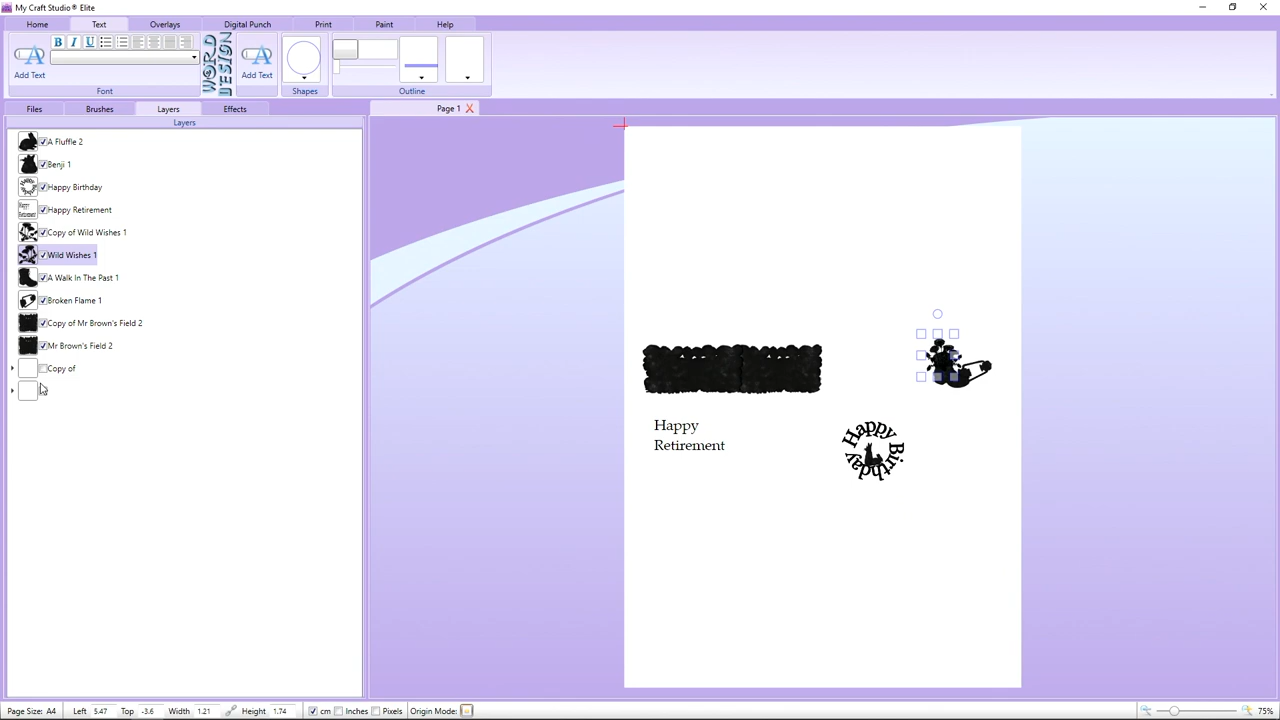 My Craft Studio® Elite
Home Text Overlays Digital Punch Print Paint Help
B I U
Add Text
WORD DESIGN
Add Text
Font Shapes Outline
Files Brushes Layers Effects
Page 1 X
Layers
A Fluffle 2
Benji 1
Happy Birthday
Happy Retirement
Copy of Wild Wishes 1
Wild Wishes 1
A Walk In The Past 1
Broken Flame 1
Copy of Mr Brown's Field 2
Mr Brown's Field 2
Copy of
Happy
Retirement
Happy Birthday
Page Size: A4 Left 5.47 Top -3.6 Width 1.21 Height 1.74 cm Inches Pixels Origin Mode: 75%